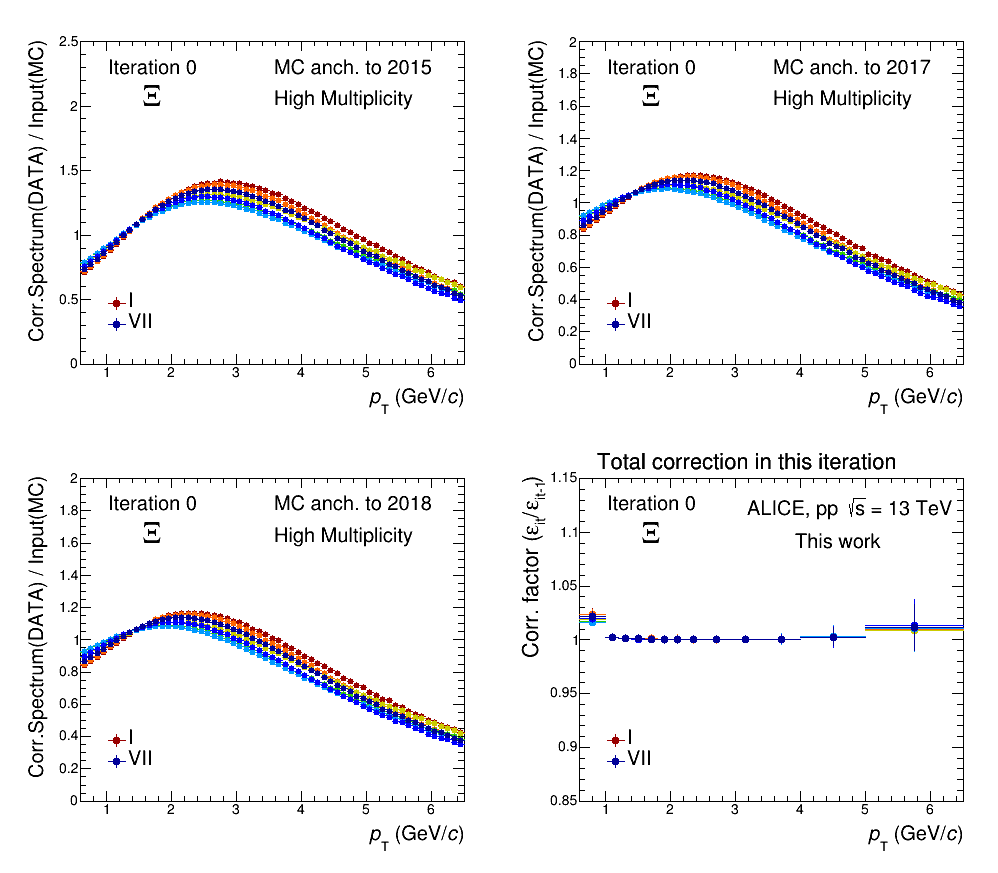 Corr.Spectrum(DATA) / Input(MC)
2.5
2
1.5
1
0.5
0
Iteration 0
MC anch. to 2015
Ξ
High Multiplicity
I
VII
1 2 3 4 5 6
p_T (GeV/c)
Corr.Spectrum(DATA) / Input(MC)
2
1.8
1.6
1.4
1.2
1
0.8
0.6
0.4
0.2
0
Iteration 0
MC anch. to 2017
Ξ
High Multiplicity
I
VII
1 2 3 4 5 6
p_T (GeV/c)
Corr.Spectrum(DATA) / Input(MC)
2
1.8
1.6
1.4
1.2
1
0.8
0.6
0.4
0.2
0
Iteration 0
MC anch. to 2018
Ξ
High Multiplicity
I
VII
1 2 3 4 5 6
p_T (GeV/c)
Total correction in this iteration
Corr. factor (ε_it/ε_it-1)
1.15
1.1
1.05
1
0.95
0.9
0.85
Iteration 0
ALICE, pp √s = 13 TeV
Ξ
This work
I
VII
1 2 3 4 5 6
p_T (GeV/c)